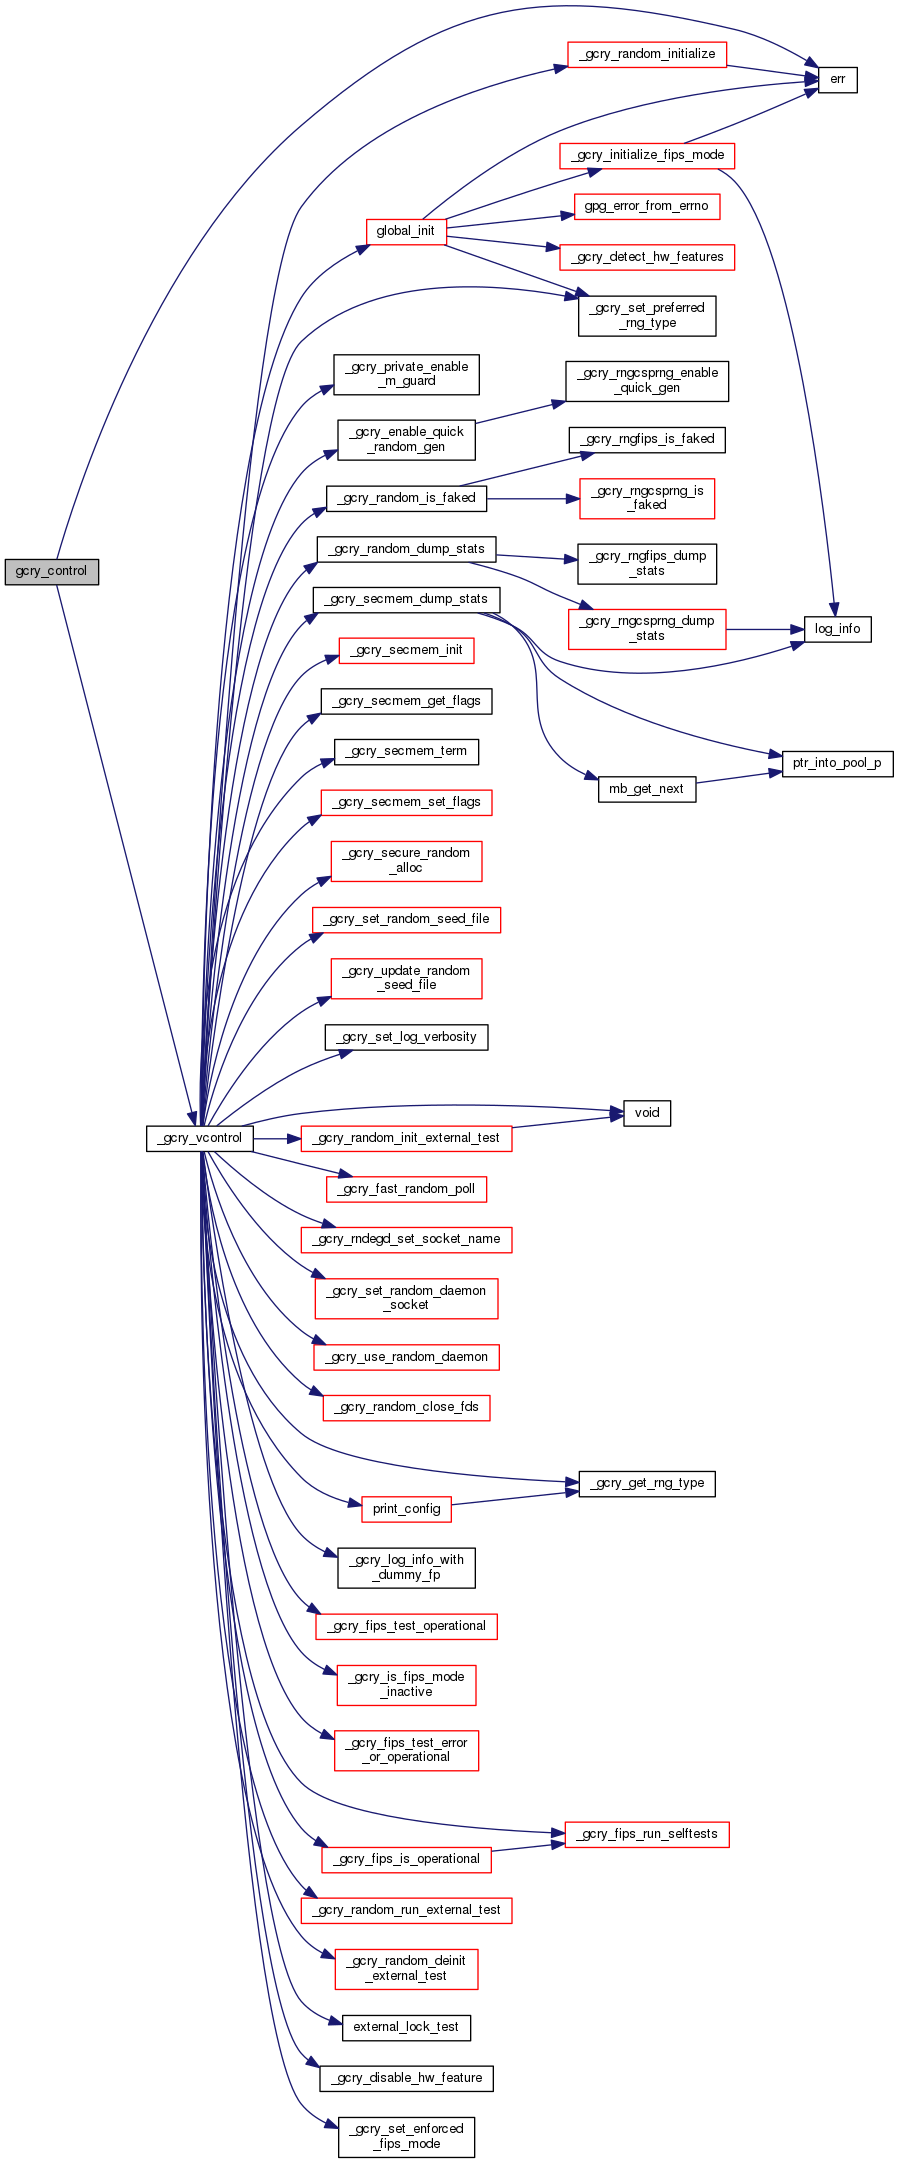 _gcry_random_initialize
err
_gcry_initialize_fips_mode
gpg_error_from_errno
global_init
_gcry_detect_hw_features
_gcry_set_preferred
_rng_type
_gcry_private_enable
_m_guard
_gcry_rngcsprng_enable
_quick_gen
_gcry_enable_quick
_random_gen
_gcry_rngfips_is_faked
_gcry_random_is_faked
_gcry_rngcsprng_is
_faked
_gcry_random_dump_stats
_gcry_rngfips_dump
_stats
gcry_control
_gcry_secmem_dump_stats
_gcry_rngcsprng_dump
_stats
log_info
_gcry_secmem_init
_gcry_secmem_get_flags
_gcry_secmem_term
ptr_into_pool_p
mb_get_next
_gcry_secmem_set_flags
_gcry_secure_random
_alloc
_gcry_set_random_seed_file
_gcry_update_random
_seed_file
_gcry_set_log_verbosity
void
_gcry_vcontrol
_gcry_random_init_external_test
_gcry_fast_random_poll
_gcry_rndegd_set_socket_name
_gcry_set_random_daemon
_socket
_gcry_use_random_daemon
_gcry_random_close_fds
_gcry_get_rng_type
print_config
_gcry_log_info_with
_dummy_fp
_gcry_fips_test_operational
_gcry_is_fips_mode
_inactive
_gcry_fips_test_error
_or_operational
_gcry_fips_run_selftests
_gcry_fips_is_operational
_gcry_random_run_external_test
_gcry_random_deinit
_external_test
external_lock_test
_gcry_disable_hw_feature
_gcry_set_enforced
_fips_mode